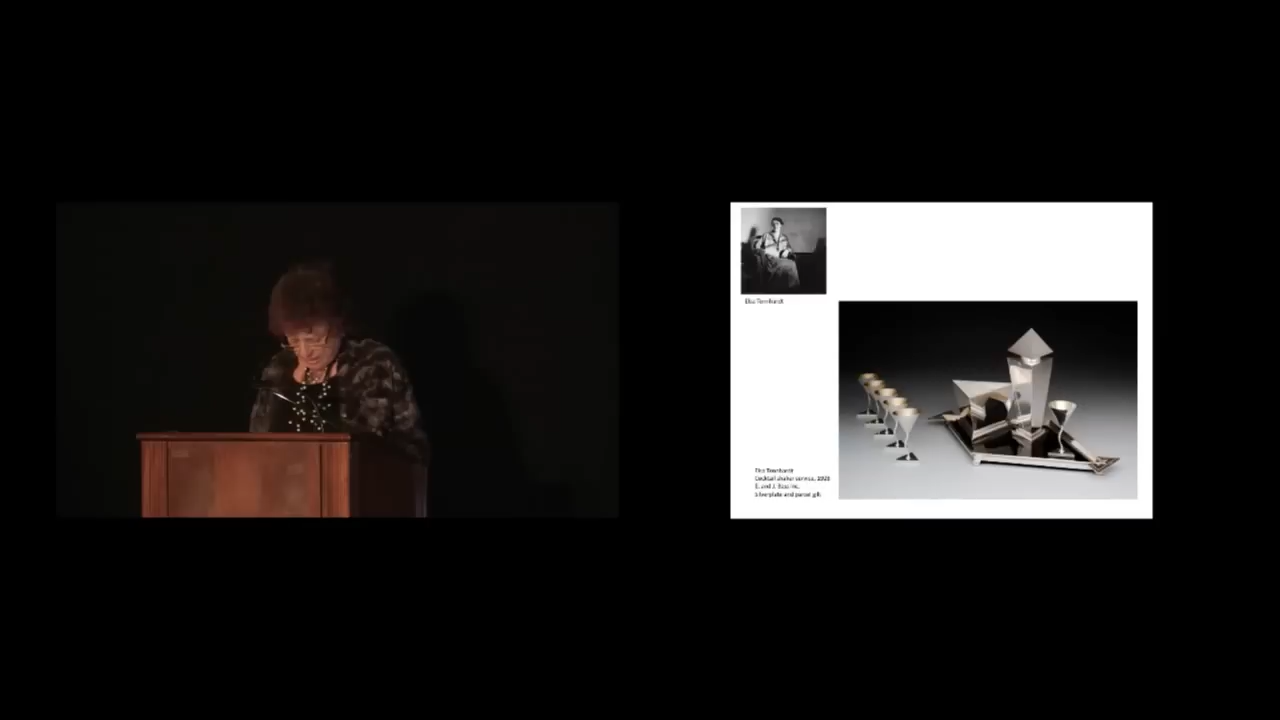 Elsa Tennhardt
Elsa Tennhardt
Cocktail shaker service, 1928
E. and J. Bass Inc.
Silverplate and parcel gilt